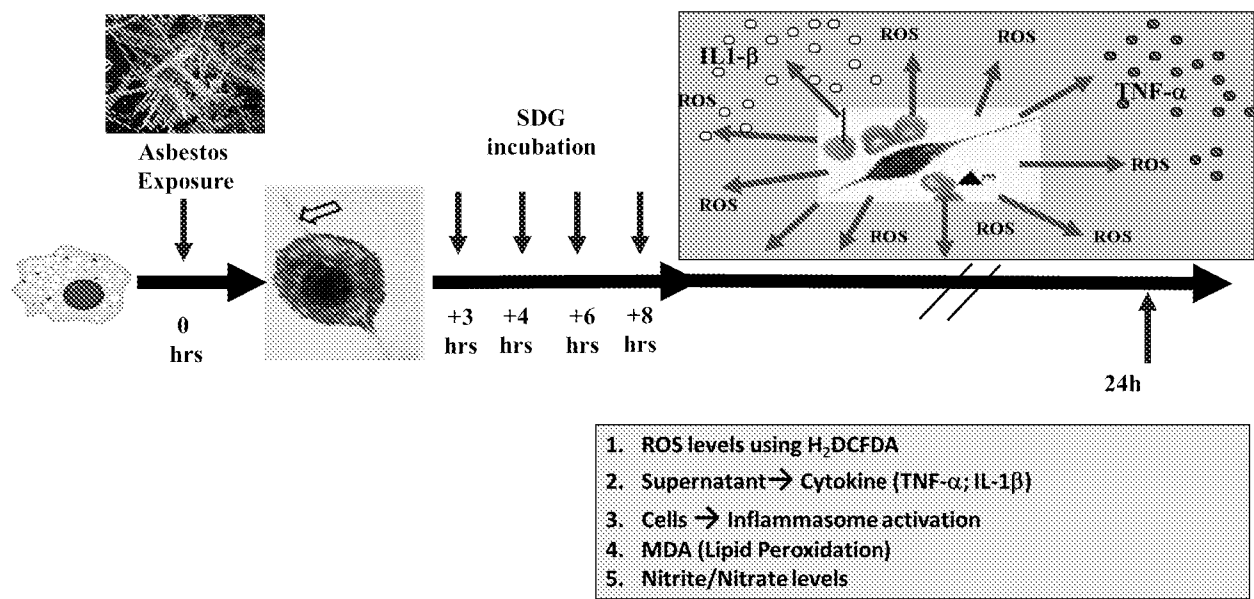 Asbestos
Exposure
0
hrs
SDG
incubation
+3
hrs
+4
hrs
+6
hrs
+8
hrs
IL1-β
TNF-α
ROS
ROS
ROS
ROS
ROS
ROS
ROS
ROS
ROS
24h
1. ROS levels using H₂DCFDA
2. Supernatant → Cytokine (TNF-α; IL-1β)
3. Cells → Inflammasome activation
4. MDA (Lipid Peroxidation)
5. Nitrite/Nitrate levels